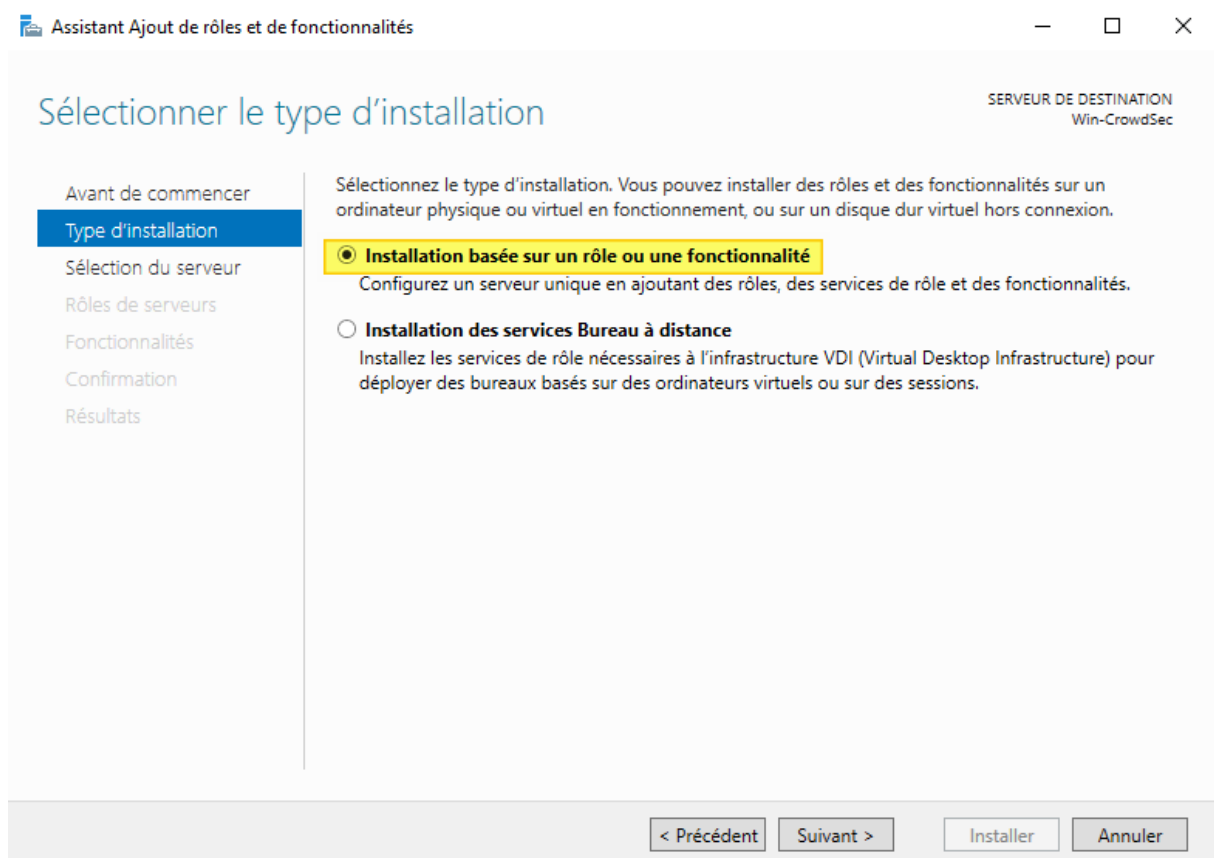 Assistant Ajout de rôles et de fonctionnalités
Sélectionner le type d’installation
SERVEUR DE DESTINATION
Win-CrowdSec
Avant de commencer
Type d’installation
Sélection du serveur
Rôles de serveurs
Fonctionnalités
Confirmation
Résultats
Sélectionnez le type d’installation. Vous pouvez installer des rôles et des fonctionnalités sur un
ordinateur physique ou virtuel en fonctionnement, ou sur un disque dur virtuel hors connexion.
Installation basée sur un rôle ou une fonctionnalité
Configurez un serveur unique en ajoutant des rôles, des services de rôle et des fonctionnalités.
Installation des services Bureau à distance
Installez les services de rôle nécessaires à l’infrastructure VDI (Virtual Desktop Infrastructure) pour
déployer des bureaux basés sur des ordinateurs virtuels ou sur des sessions.
< Précédent
Suivant >
Installer
Annuler